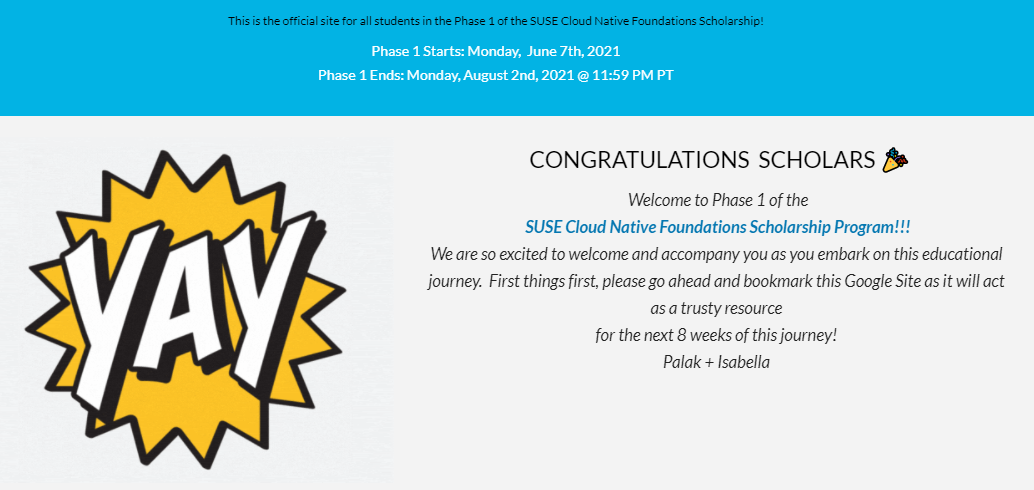 This is the official site for all students in the Phase 1 of the SUSE Cloud Native Foundations Scholarship!
Phase 1 Starts: Monday, June 7th, 2021
Phase 1 Ends: Monday, August 2nd, 2021 @ 11:59 PM PT
YAY
CONGRATULATIONS SCHOLARS 🎉
Welcome to Phase 1 of the
SUSE Cloud Native Foundations Scholarship Program!!!
We are so excited to welcome and accompany you as you embark on this educational
journey. First things first, please go ahead and bookmark this Google Site as it will act
as a trusty resource
for the next 8 weeks of this journey!
Palak + Isabella